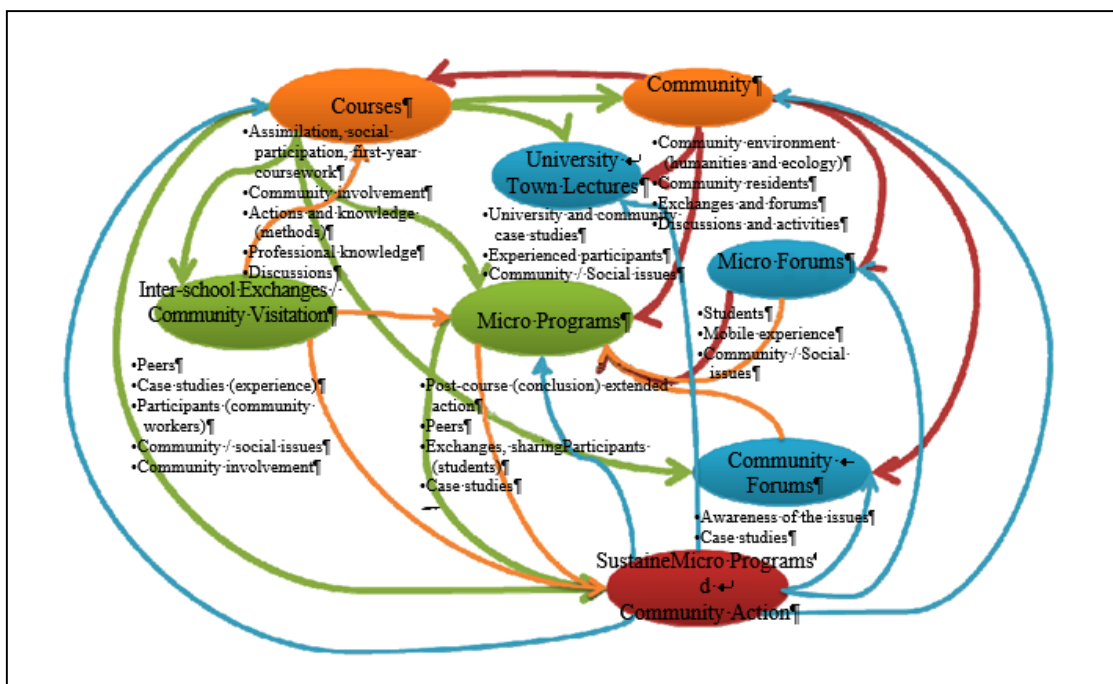 Courses¶
•Assimilation, social
participation, first-year
coursework¶
•Community involvement¶
•Actions and knowledge
(methods)¶
•Professional knowledge¶
•Discussions¶
Community¶
•Community environment
(humanities and ecology)¶
•Community residents¶
•Exchanges and forums¶
•Discussions and activities¶
University ↵
Town Lectures¶
•University and community
case studies¶
•Experienced participants¶
•Community / Social issues¶
Micro Forums¶
•Students¶
•Mobile experience¶
•Community / Social
issues¶
Inter-school Exchanges /
Community Visitation¶
•Peers¶
•Case studies (experience)¶
•Participants (community
workers)¶
•Community / social issues¶
•Community involvement¶
Micro Programs¶
•Post-course (conclusion) extended
action¶
•Peers¶
•Exchanges, sharingParticipants
(students)¶
•Case studies
Community ↵
Forums¶
•Awareness of the issues¶
•Case studies¶
SustaineMicro Programs¶
d ↵
Community Action¶